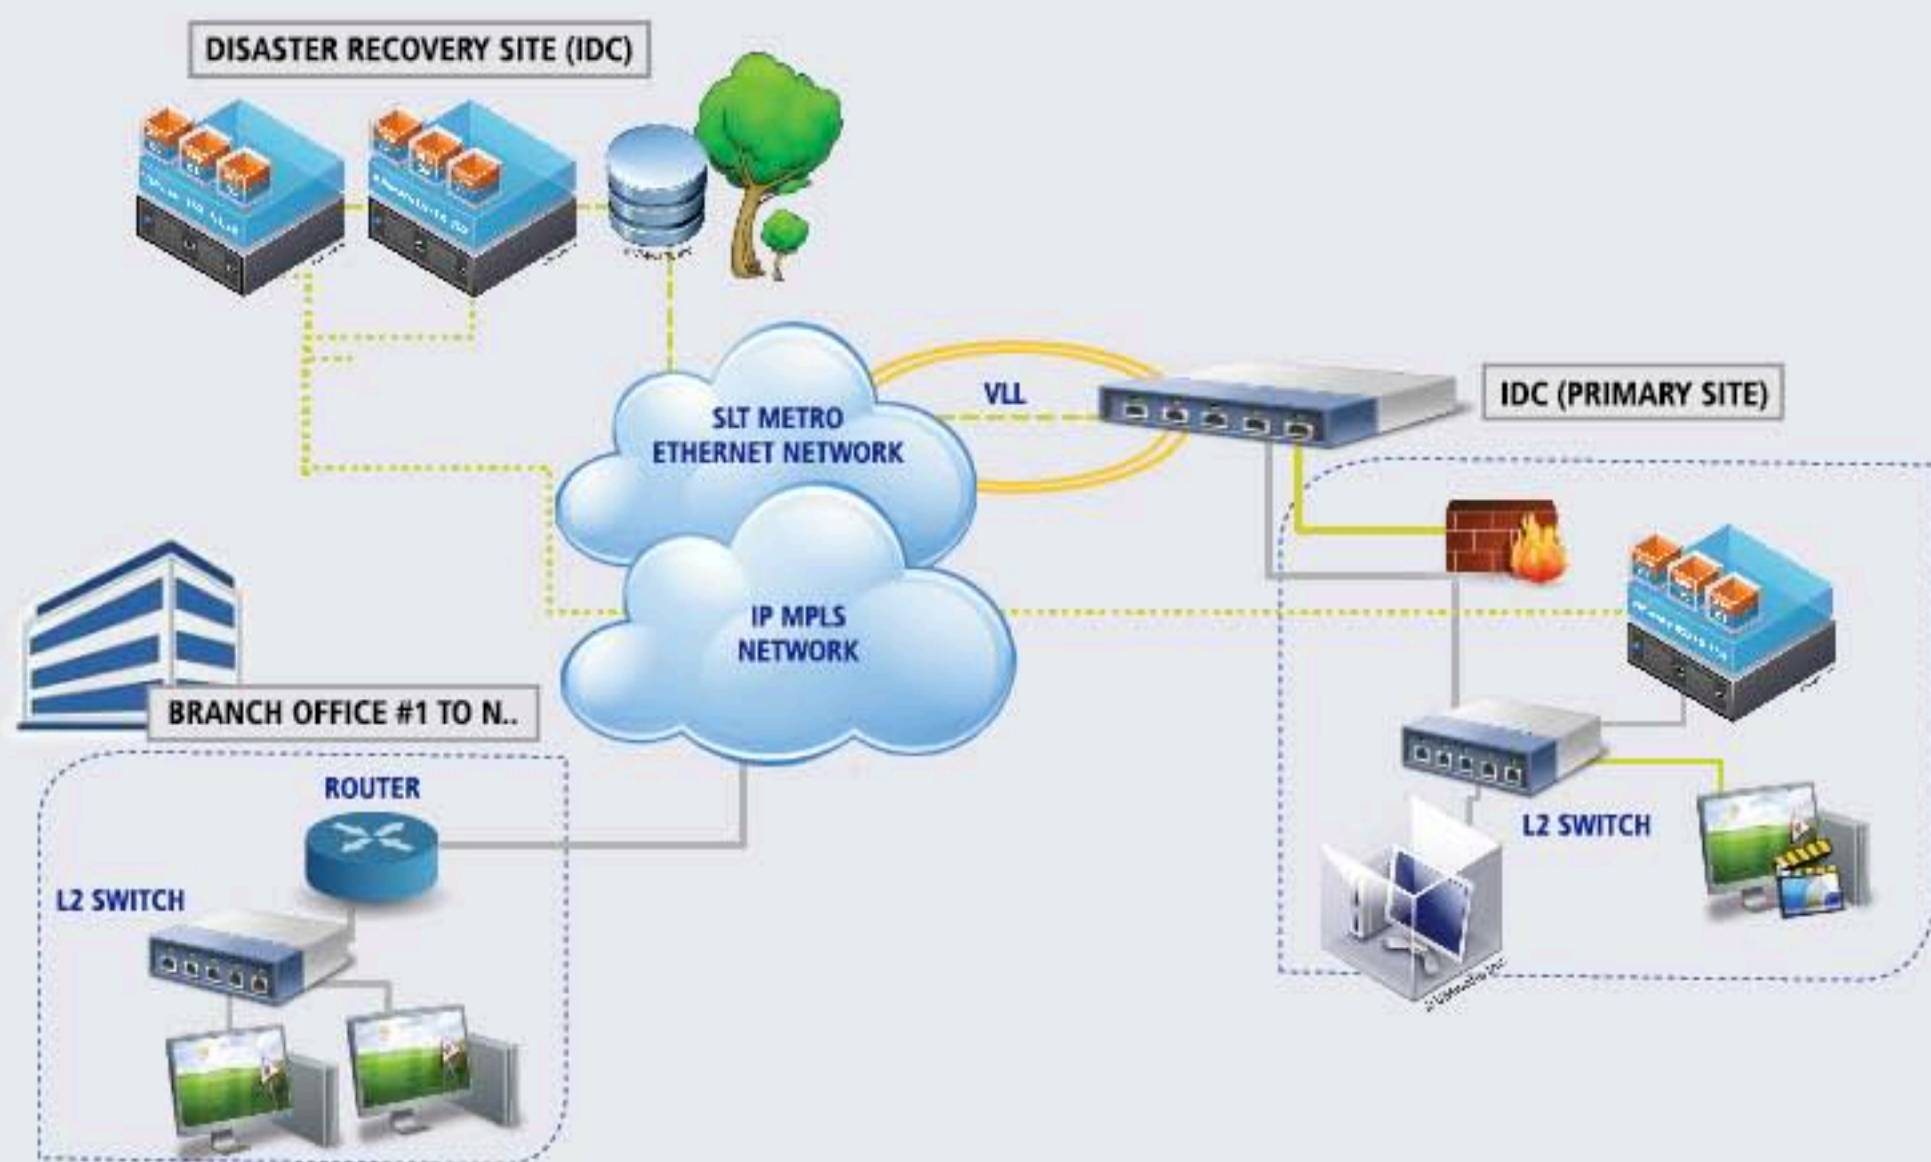 DISASTER RECOVERY SITE (IDC)
SLT METRO
ETHERNET NETWORK
VLL
IDC (PRIMARY SITE)
IP MPLS
NETWORK
BRANCH OFFICE #1 TO N..
ROUTER
L2 SWITCH
L2 SWITCH